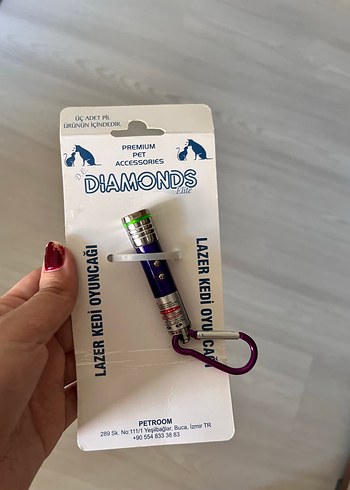 ÜÇ ADET PİL
ÜRÜNÜN İÇİNDEDİR.
PREMIUM
PET
ACCESSORIES
DIAMONDS
Elite
LAZER KEDİ OYUNCAĞI
LAZER KEDİ OYUNCAĞI
PETROOM
289 Sk. No:111/1 Yeşilbağlar, Buca, İzmir TR
+90 554 833 38 83